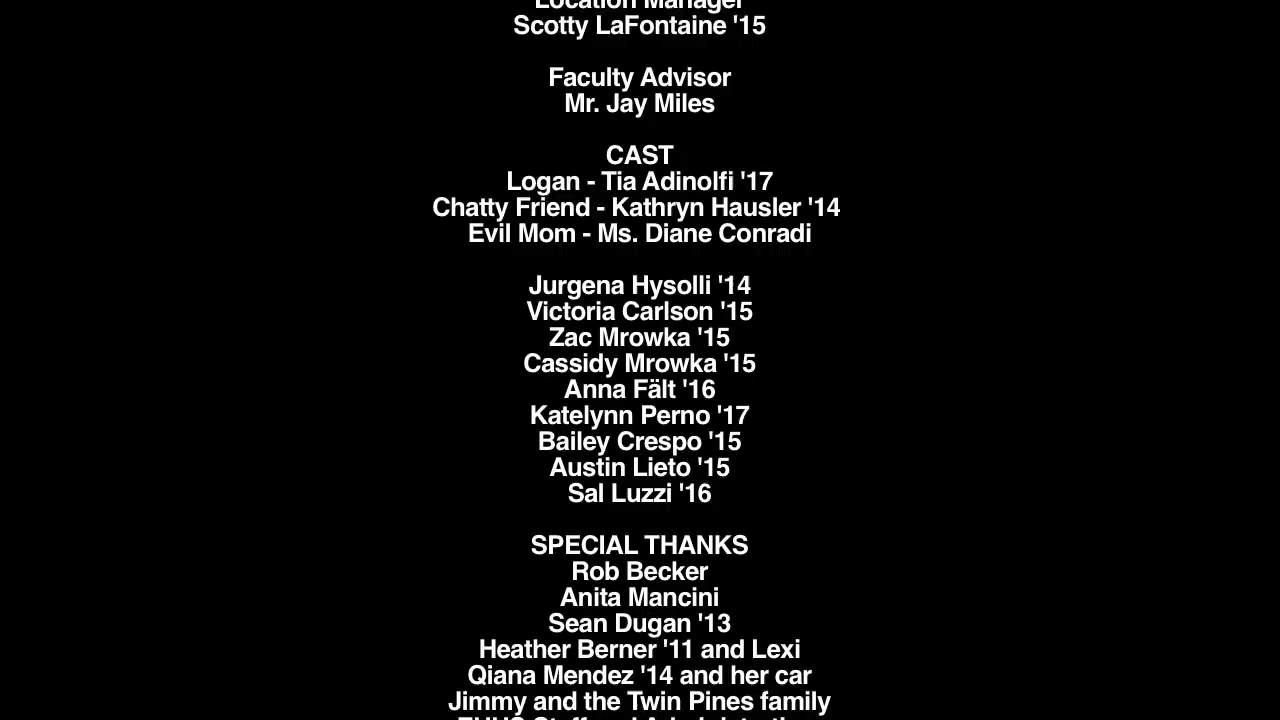 Location Manager
Scotty LaFontaine '15
Faculty Advisor
Mr. Jay Miles
CAST
Logan - Tia Adinolfi '17
Chatty Friend - Kathryn Hausler '14
Evil Mom - Ms. Diane Conradi
Jurgena Hysolli '14
Victoria Carlson '15
Zac Mrowka '15
Cassidy Mrowka '15
Anna Fält '16
Katelynn Perno '17
Bailey Crespo '15
Austin Lieto '15
Sal Luzzi '16
SPECIAL THANKS
Rob Becker
Anita Mancini
Sean Dugan '13
Heather Berner '11 and Lexi
Qiana Mendez '14 and her car
Jimmy and the Twin Pines family